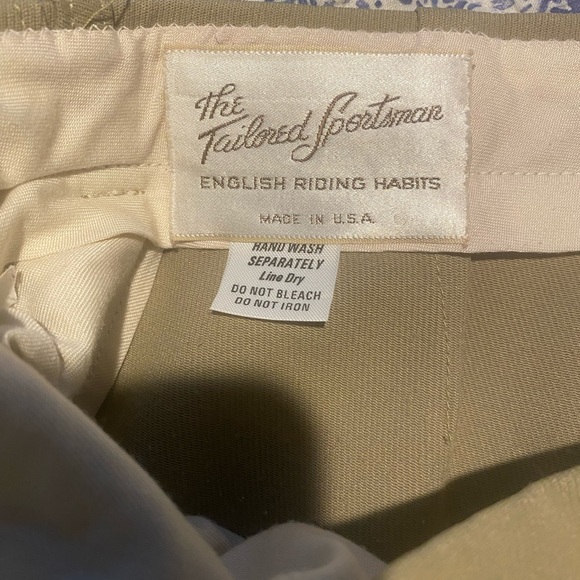 The
Tailored Sportsman
ENGLISH RIDING HABITS
MADE IN U.S.A.
HAND WASH
SEPARATELY
Line Dry
DO NOT BLEACH
DO NOT IRON